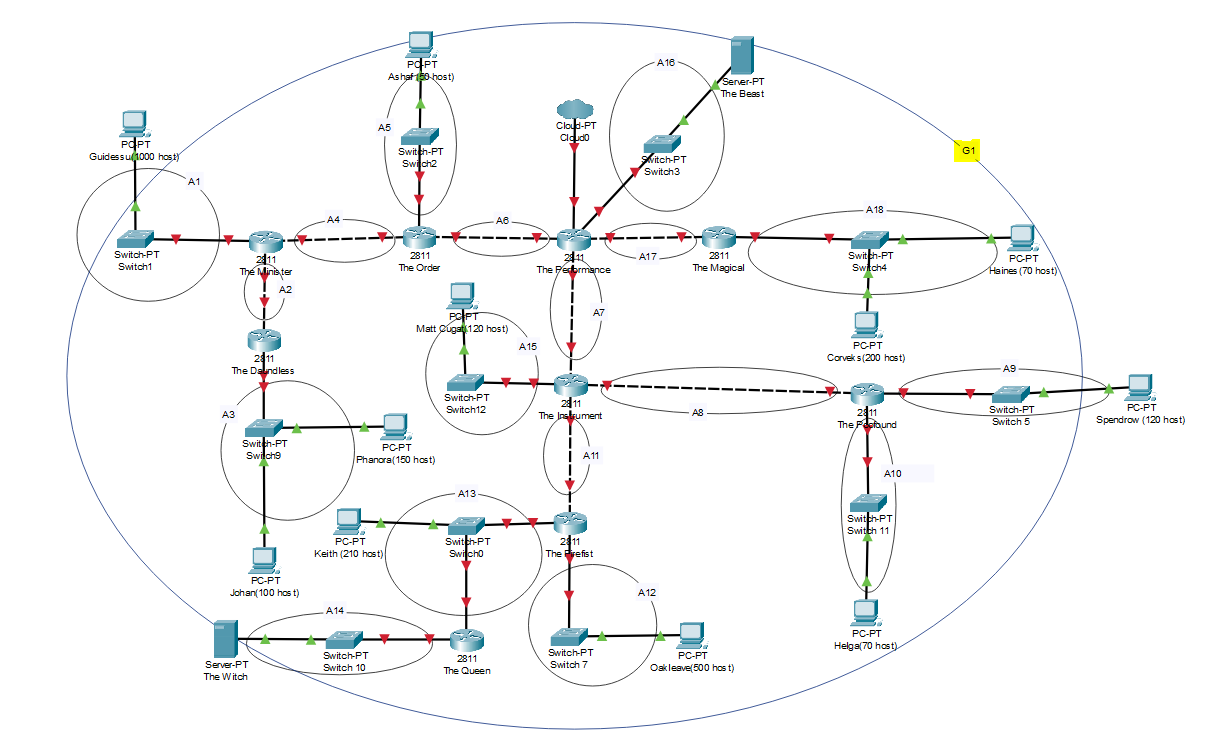 PC-PT
Ashaf (50 host)
A16
Server-PT
The Beast
Cloud-PT
Cloud0
A5
Switch-PT
Switch2
Switch-PT
Switch3
G1
PC-PT
Guidessu(1000 host)
A1
A4
A6
A18
Switch-PT
Switch1
2811
The Minister
2811
The Order
2811
The Performance
A17
2811
The Magical
Switch-PT
Switch4
PC-PT
Haines (70 host)
A2
PC-PT
Matt Cugat(120 host)
A7
PC-PT
Corveks(200 host)
2811
The Daundless
A15
Switch-PT
Switch12
2811
The Instrument
A8
2811
The Profound
A9
Switch-PT
Switch 5
PC-PT
Spendrow (120 host)
A3
Switch-PT
Switch9
PC-PT
Phanora(150 host)
A11
A10
Switch-PT
Switch 11
A13
PC-PT
Keith (210 host)
Switch-PT
Switch0
2811
The Firefist
PC-PT
Johan(100 host)
A12
A14
Server-PT
The Witch
Switch-PT
Switch 10
2811
The Queen
Switch-PT
Switch 7
PC-PT
Oakleave(500 host)
PC-PT
Helga(70 host)